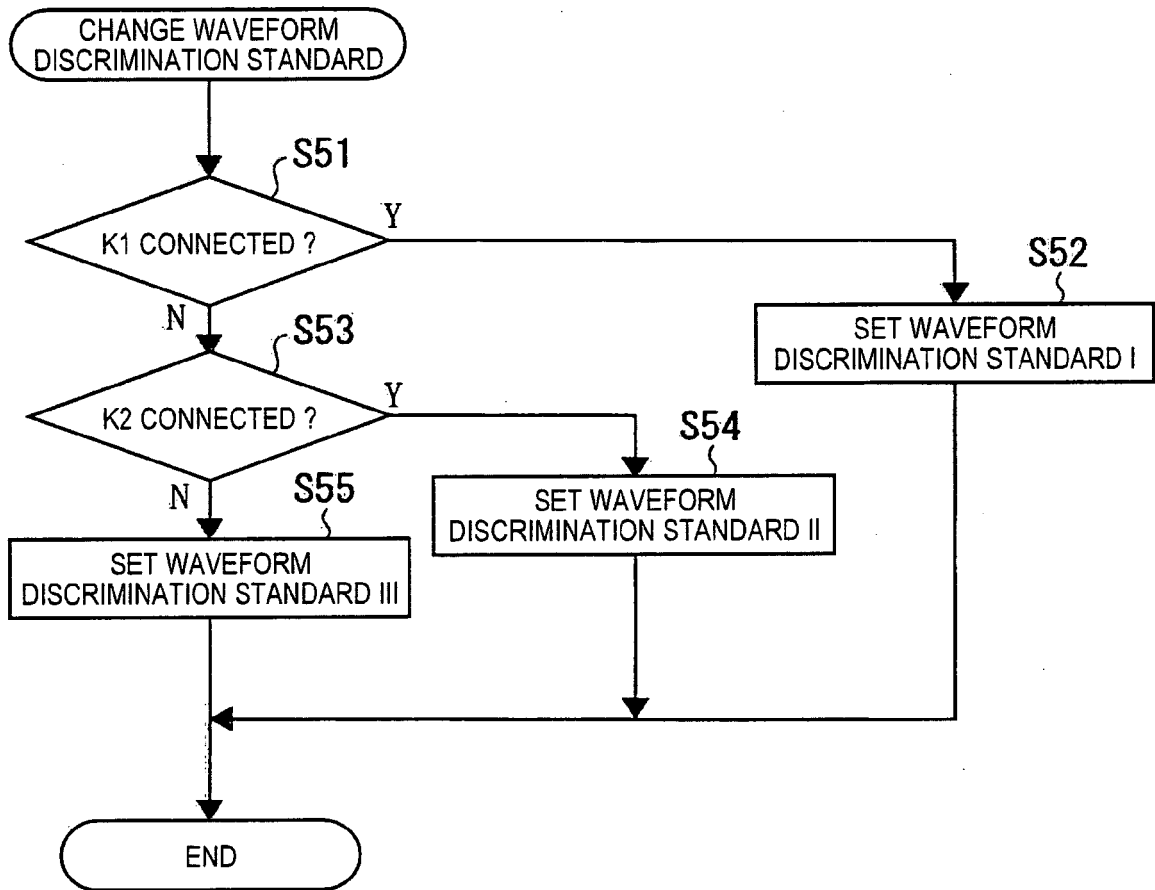 CHANGE WAVEFORM
DISCRIMINATION STANDARD
S51
K1 CONNECTED ?
Y
N
S52
SET WAVEFORM
DISCRIMINATION STANDARD I
S53
K2 CONNECTED ?
Y
N
S54
SET WAVEFORM
DISCRIMINATION STANDARD II
S55
SET WAVEFORM
DISCRIMINATION STANDARD III
END